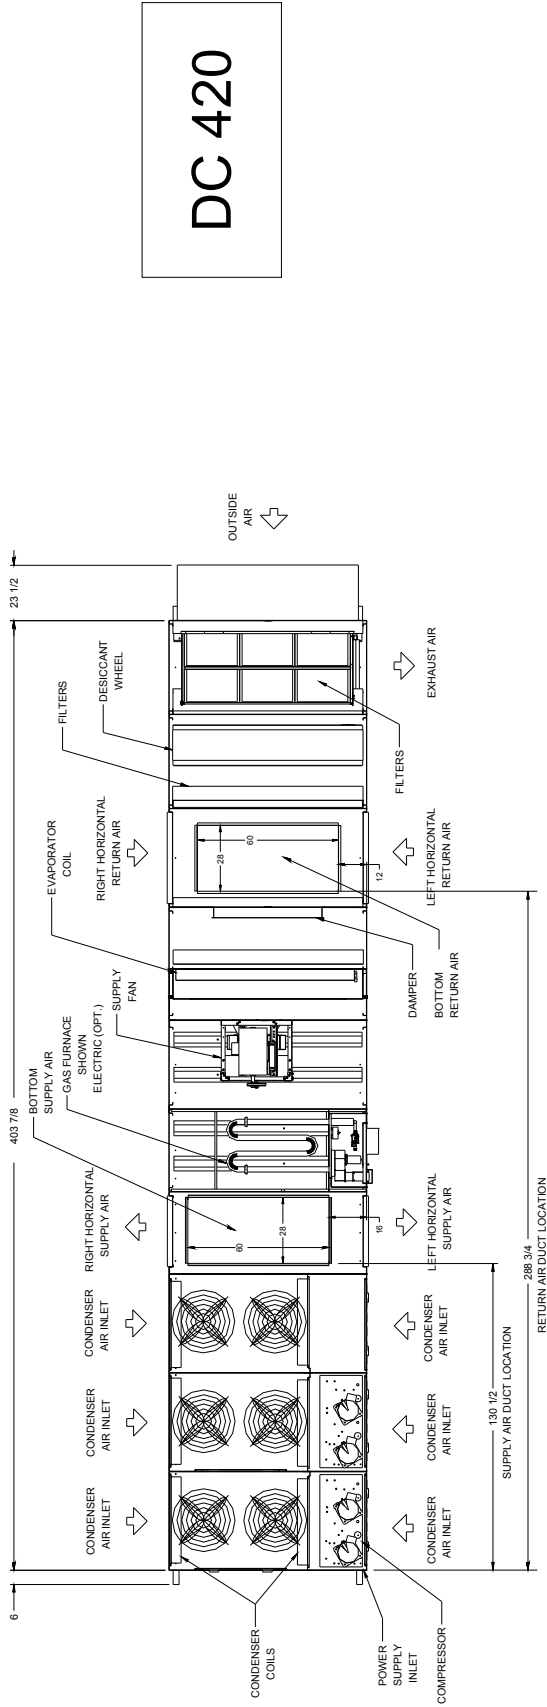 DC 420
6
403 7/8
23 1/2
CONDENSER
AIR INLET
CONDENSER
AIR INLET
CONDENSER
AIR INLET
RIGHT HORIZONTAL
SUPPLY AIR
BOTTOM
SUPPLY AIR
GAS FURNACE
SHOWN
ELECTRIC (OPT.)
SUPPLY
FAN
EVAPORATOR
COIL
RIGHT HORIZONTAL
RETURN AIR
FILTERS
DESICCANT
WHEEL
OUTSIDE
AIR
60
28
16
28
60
12
CONDENSER
COILS
POWER
SUPPLY
INLET
COMPRESSOR
CONDENSER
AIR INLET
CONDENSER
AIR INLET
CONDENSER
AIR INLET
LEFT HORIZONTAL
SUPPLY AIR
DAMPER
BOTTOM
RETURN AIR
LEFT HORIZONTAL
RETURN AIR
FILTERS
EXHAUST AIR
130 1/2
SUPPLY AIR DUCT LOCATION
288 3/4
RETURN AIR DUCT LOCATION